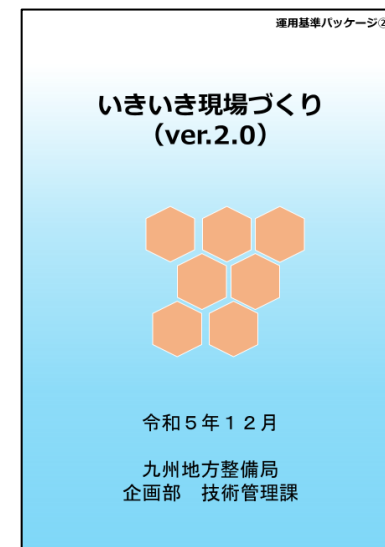 運用基準パッケージ②
いきいき現場づくり
（ver.2.0）
令和５年１２月
九州地方整備局
企画部　技術管理課